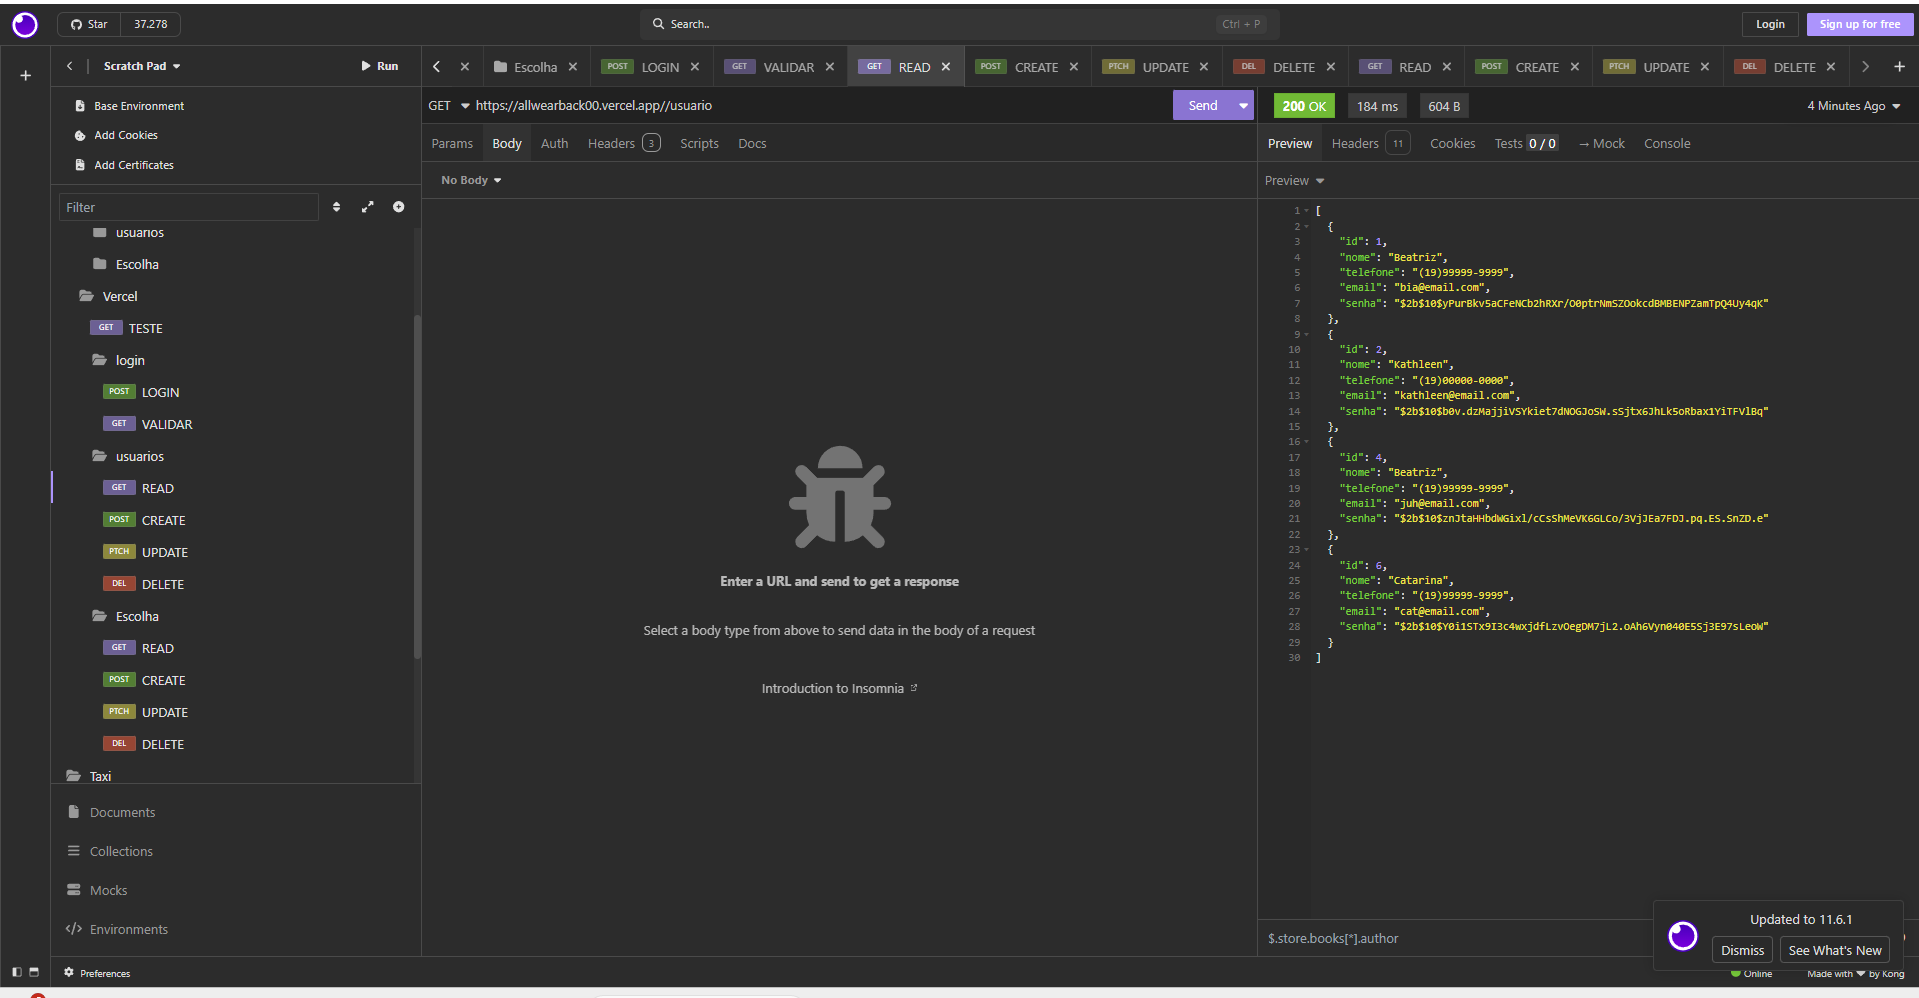 Star 37.278
Search.. Ctrl + P
Login Sign up for free
Scratch Pad Run
Escolha POST LOGIN GET VALIDAR GET READ POST CREATE PTCH UPDATE DEL DELETE GET READ POST CREATE PTCH UPDATE DEL DELETE
Base Environment
Add Cookies
Add Certificates
Filter
usuarios
Escolha
Vercel
GET TESTE
login
POST LOGIN
GET VALIDAR
usuarios
GET READ
POST CREATE
PTCH UPDATE
DEL DELETE
Escolha
GET READ
POST CREATE
PTCH UPDATE
DEL DELETE
Taxi
Documents
Collections
Mocks
Environments
Preferences
GET https://allwearback00.vercel.app//usuario Send
Params Body Auth Headers 3 Scripts Docs
No Body
Enter a URL and send to get a response
Select a body type from above to send data in the body of a request
Introduction to Insomnia
200 OK 184 ms 604 B 4 Minutes Ago
Preview Headers 11 Cookies Tests 0 / 0 → Mock Console
Preview
1 [
2 {
3 "id": 1,
4 "nome": "Beatriz",
5 "telefone": "(19)99999-9999",
6 "email": "bia@email.com",
7 "senha": "$2b$10$yPurBkv5aCFeNCb2hRXr/O0ptrNmSZOokcdBMBENPZamTpQ4Uy4qK"
8 },
9 {
10 "id": 2,
11 "nome": "Kathleen",
12 "telefone": "(19)00000-0000",
13 "email": "kathleen@email.com",
14 "senha": "$2b$10$b0v.dzMajjiVSYkiet7dNOGJoSW.sSjtx6JhLk5oRbax1YiTFVlBq"
15 },
16 {
17 "id": 4,
18 "nome": "Beatriz",
19 "telefone": "(19)99999-9999",
20 "email": "juh@email.com",
21 "senha": "$2b$10$znJtaHHbdWGixl/cCsShMeVK6GLCo/3VjJEa7FDJ.pq.ES.SnZD.e"
22 },
23 {
24 "id": 6,
25 "nome": "Catarina",
26 "telefone": "(19)99999-9999",
27 "email": "cat@email.com",
28 "senha": "$2b$10$Y0i1STx9I3c4wxjdfLzvOegDM7jL2.oAh6Vyn040E5Sj3E97sLeoW"
29 }
30 ]
$.store.books[*].author
Updated to 11.6.1
Dismiss See What's New
Online Made with ❤ by Kong